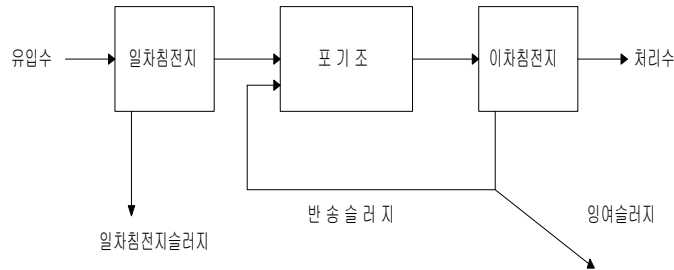 유입수
일차침전지
포 기 조
이차침전지
처리수
반 송 슬 러 지
잉여슬러지
일차침전지슬러지